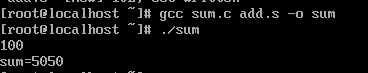 [root@localhost ~]# gcc sum.c add.s -o sum
[root@localhost ~]# ./sum
100
sum=5050